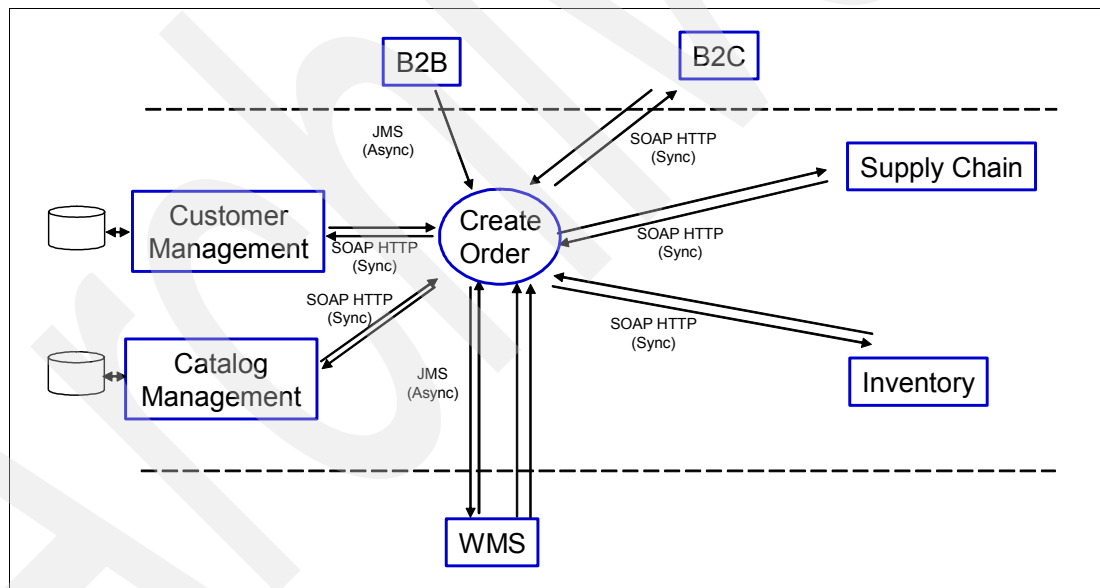 B2B
B2C
JMS
(Async)
SOAP HTTP
(Sync)
Supply Chain
Customer
Management
Create
Order
SOAP HTTP
(Sync)
SOAP HTTP
(Sync)
SOAP HTTP
(Sync)
SOAP HTTP
(Sync)
Catalog
Management
JMS
(Async)
Inventory
WMS